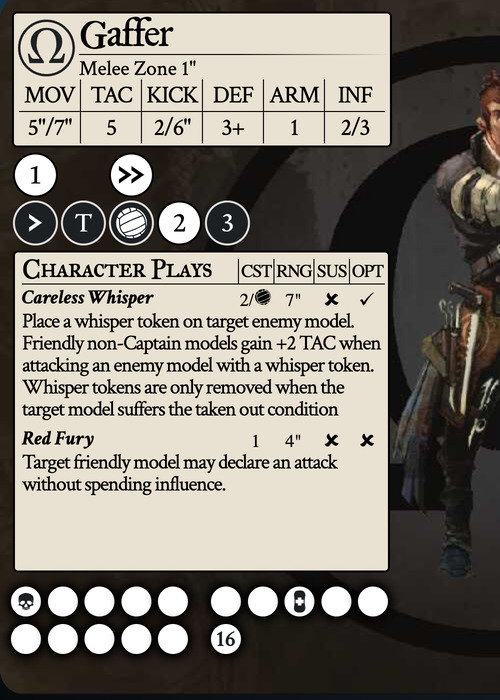 Ω Gaffer
Melee Zone 1"
MOV TAC KICK DEF ARM INF
5"/7" 5 2/6" 3+ 1 2/3
1 >>
> T 2 3
CHARACTER PLAYS CST RNG SUS OPT
Careless Whisper 2/ 7" ✘ ✓
Place a whisper token on target enemy model.
Friendly non-Captain models gain +2 TAC when
attacking an enemy model with a whisper token.
Whisper tokens are only removed when the
target model suffers the taken out condition
Red Fury 1 4" ✘ ✘
Target friendly model may declare an attack
without spending influence.
16